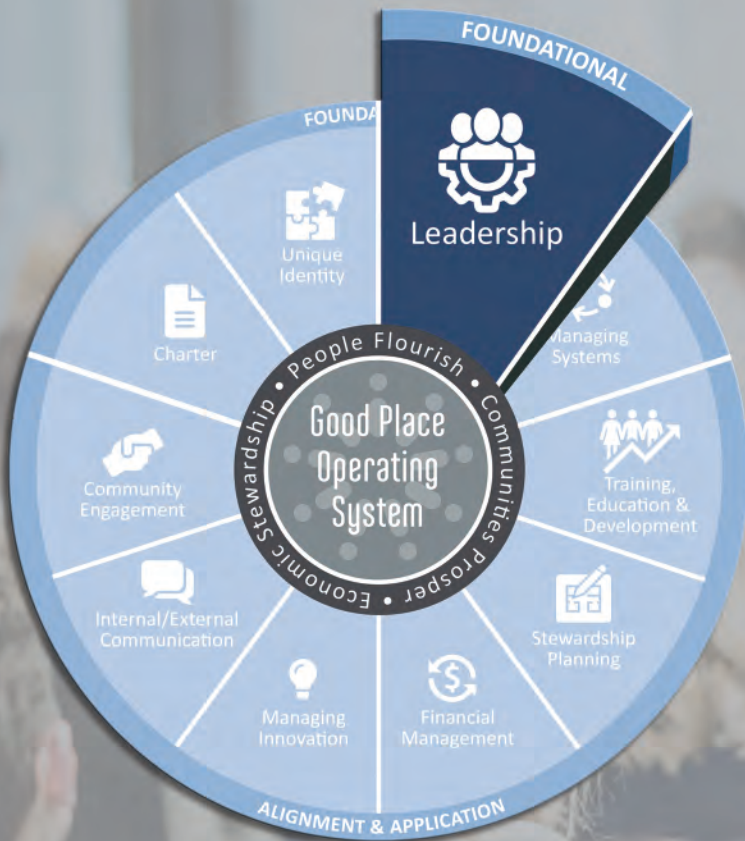 FOUNDATIONAL
Leadership
FOUNDA
Unique
Identity
Charter
Managing
Systems
Training,
Education &
Development
Community
Engagement
Internal/External
Communication
Stewardship
Planning
Managing
Innovation
Financial
Management
$
ALIGNMENT & APPLICATION
People Flourish • Communities Prosper • Economic Stewardship •
Good Place
Operating
System